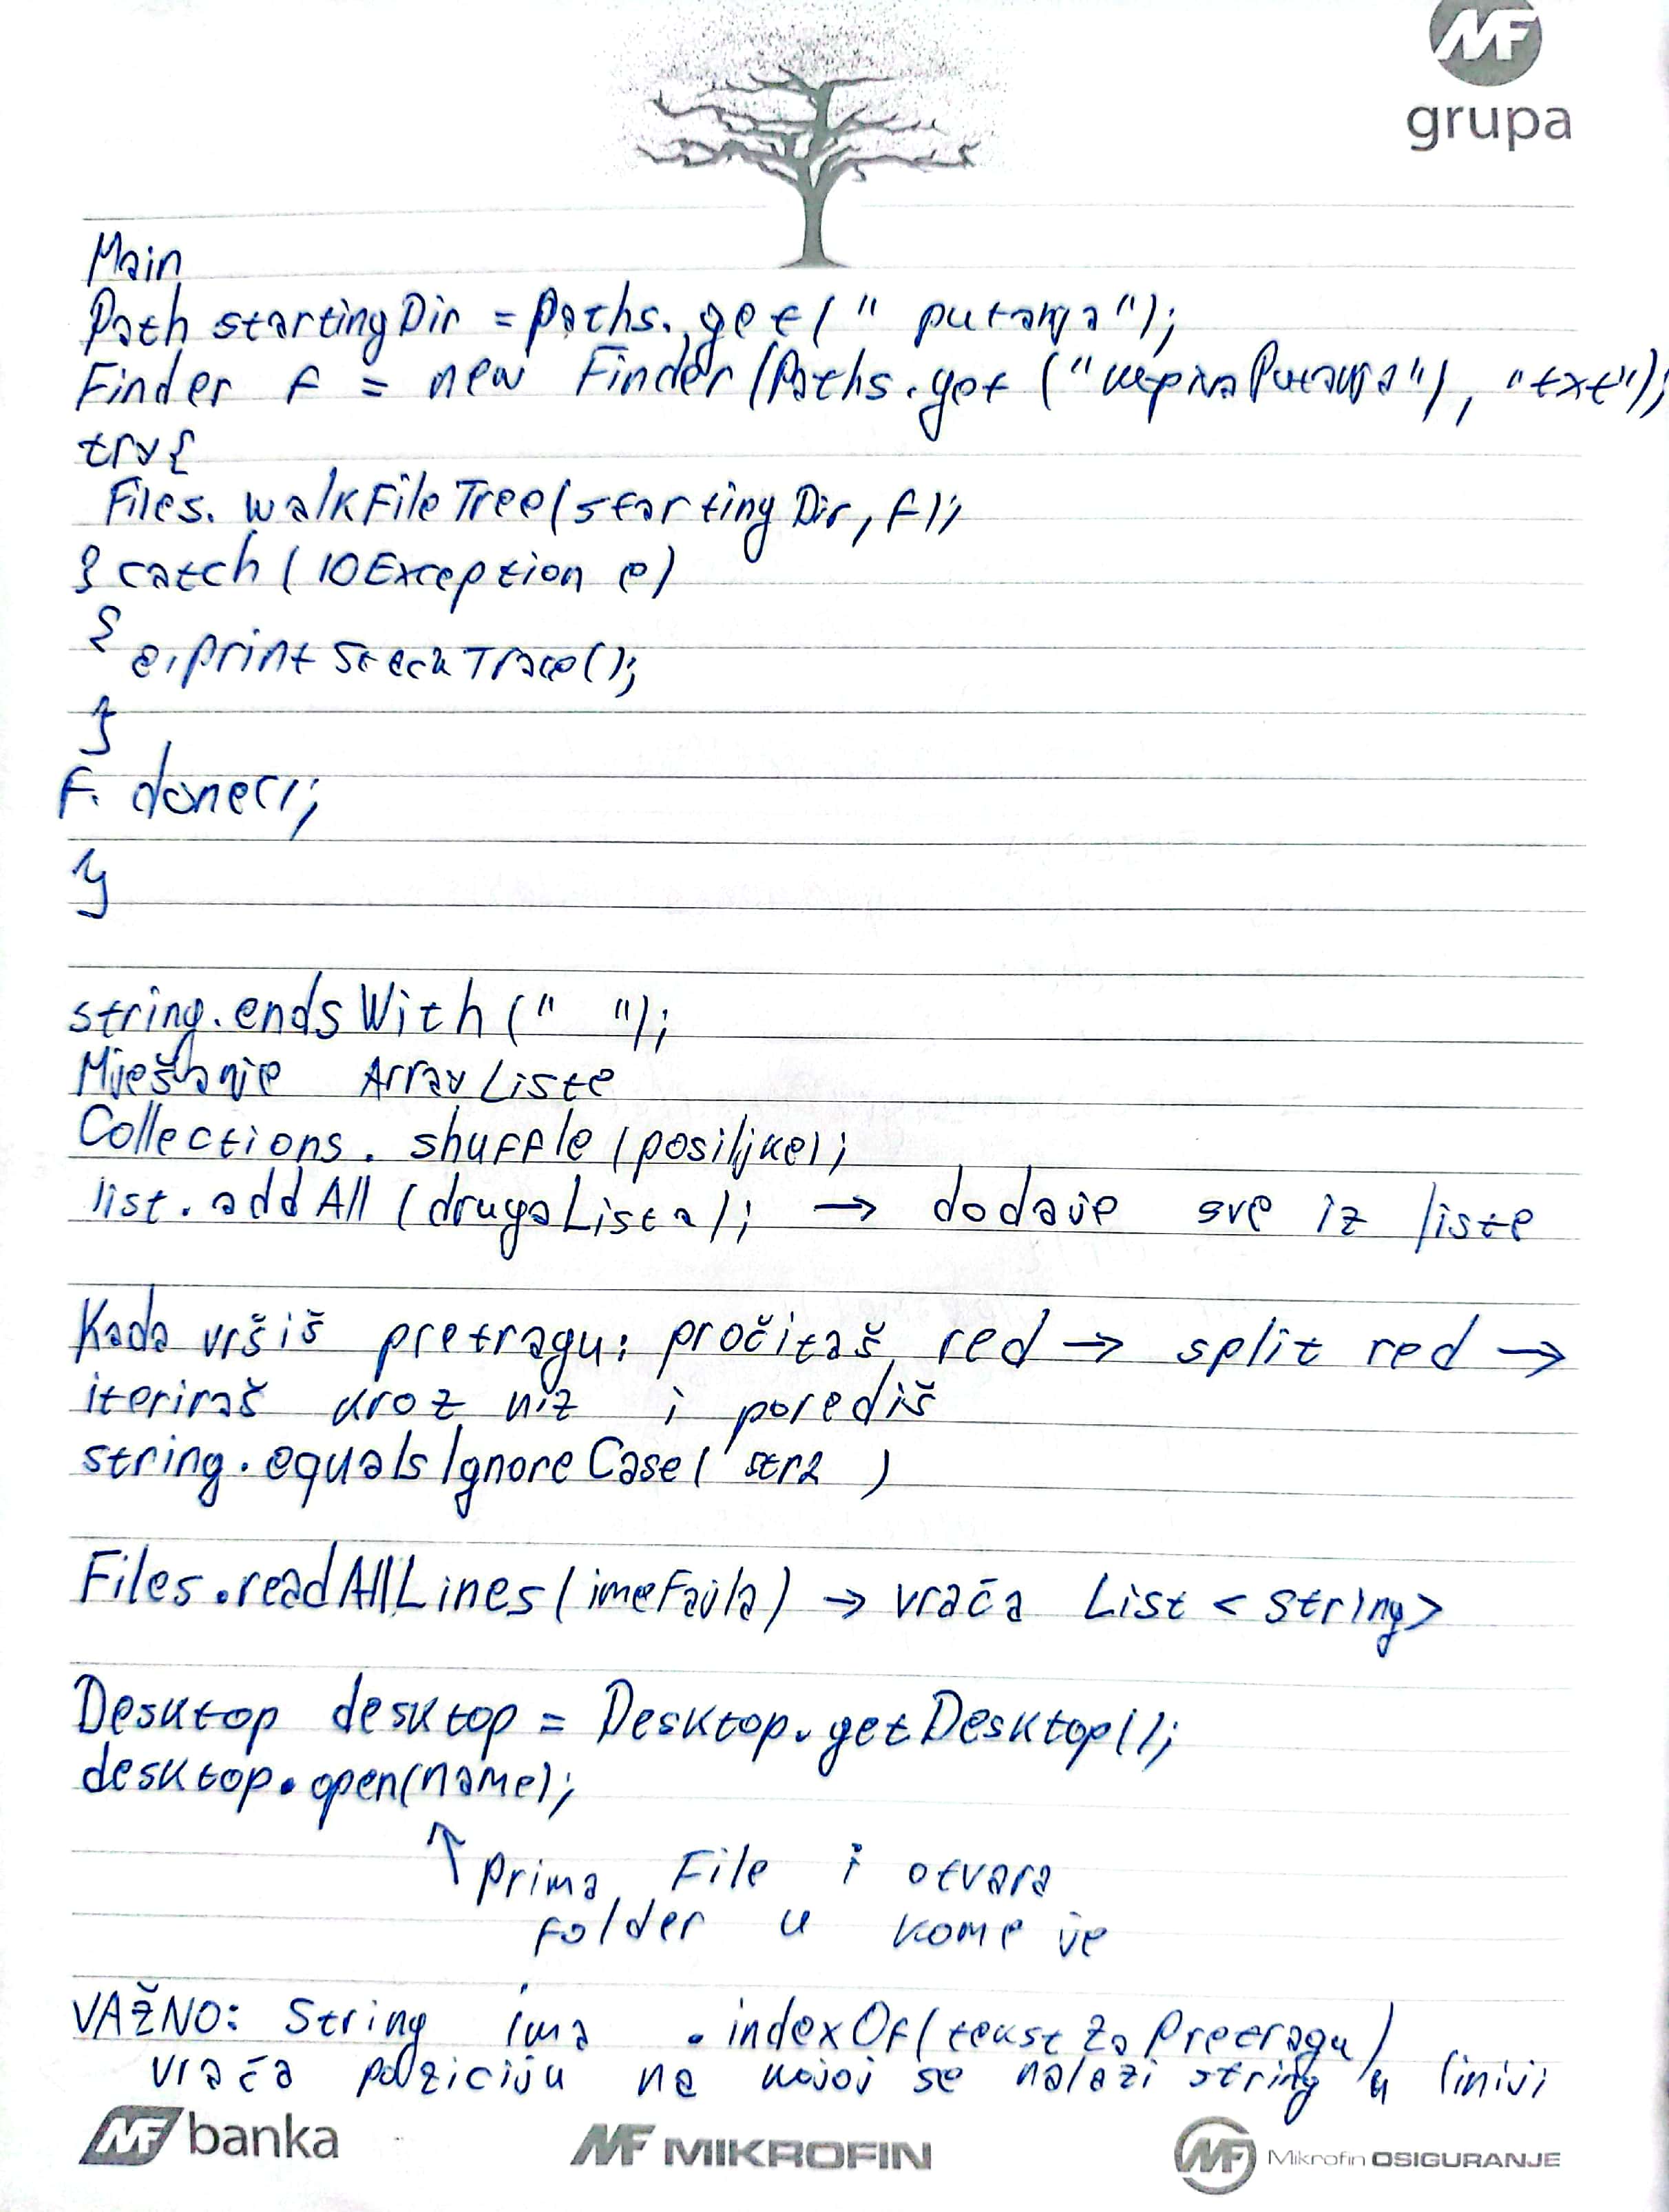 MF
grupa
Main
Path startingDir = Paths.get(" putanja");
Finder f = new Finder(Paths.get ("nekaPutanja"), "txt");
try{
Files.walkFileTree(startingDir, f);
} catch (IOException e)
{
e.printStackTrace();
}
f. done();
}
string.endsWith(" ");
Mješanje ArrayListe
Collections.shuffle(posiljke);
list.addAll(drugaLista); → dodaje sve iz liste
Kada vršiš pretragu: pročitaš red → split red →
iteriraš kroz niz i porediš
string.equalsIgnoreCase( str2 )
Files.readAllLines(imeFajla) → vraća List <String>
Desktop desktop = Desktop.getDesktop();
desktop.open(name);
↑ prima File i otvara
folder u kome je
VAŽNO: String ima .indexOf(tekst za Pretragu)
vraća poziciju na kojoj se nalazi string u liniji
MF banka MF MIKROFIN MF Mikrofin OSIGURANJE